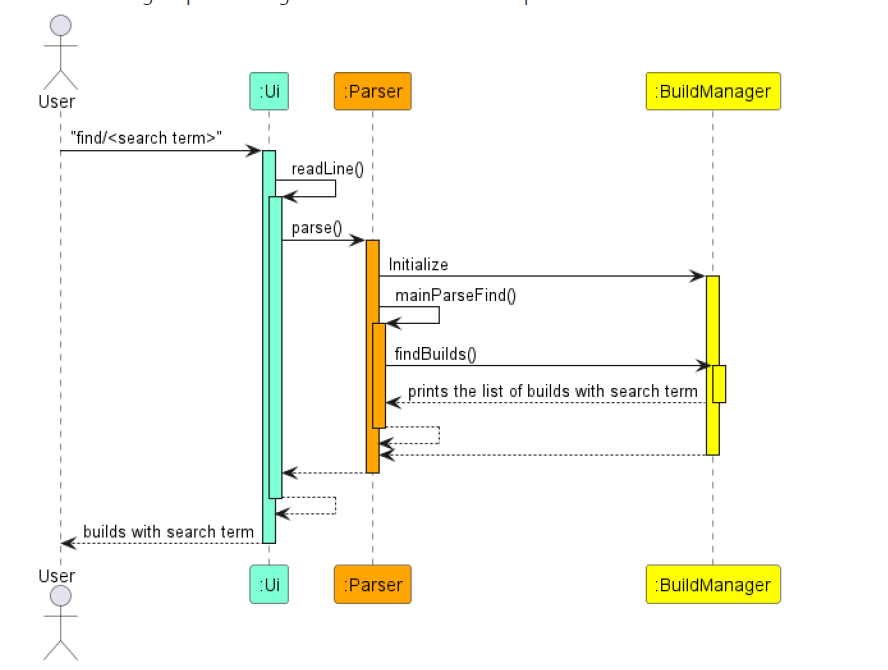 User
:Ui
:Parser
:BuildManager
"find/<search term>"
readLine()
parse()
Initialize
mainParseFind()
findBuilds()
prints the list of builds with search term
builds with search term
User
:Ui
:Parser
:BuildManager